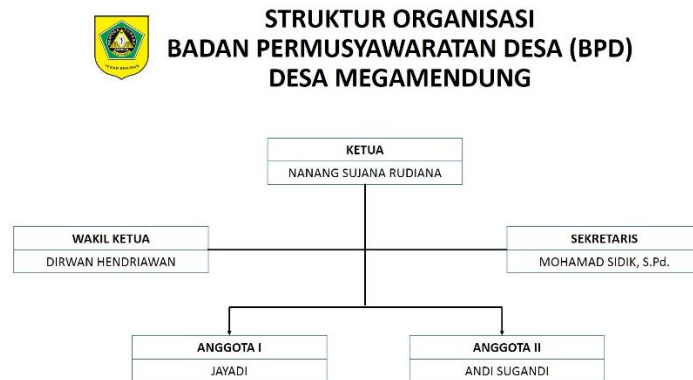 STRUKTUR ORGANISASI
BADAN PERMUSYAWARATAN DESA (BPD)
DESA MEGAMENDUNG
KETUA
NANANG SUJANA RUDIANA
WAKIL KETUA
DIRWAN HENDRIAWAN
SEKRETARIS
MOHAMAD SIDIK, S.Pd.
ANGGOTA I
JAYADI
ANGGOTA II
ANDI SUGANDI